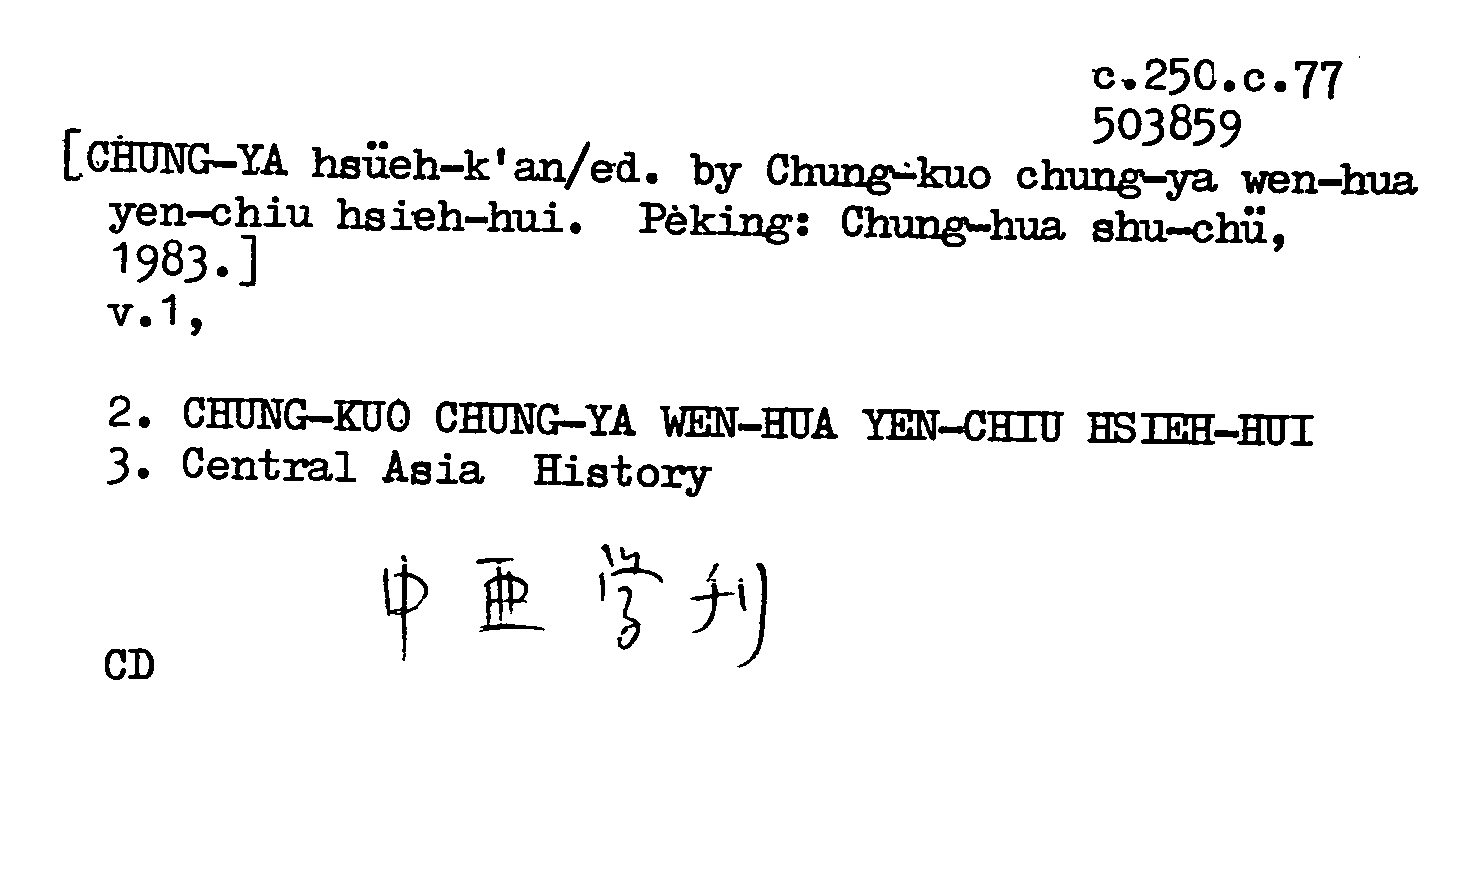 c.250.c.77
503859
[CHUNG-YA hsüeh-k'an/ed. by Chung-kuo chung-ya wen-hua
yen-chiu hsieh-hui. Peking: Chung-hua shu-chü,
1983.]
v.1,
2. CHUNG-KUO CHUNG-YA WEN-HUA YEN-CHIU HSIEH-HUI
3. Central Asia History
中亜学刊
CD